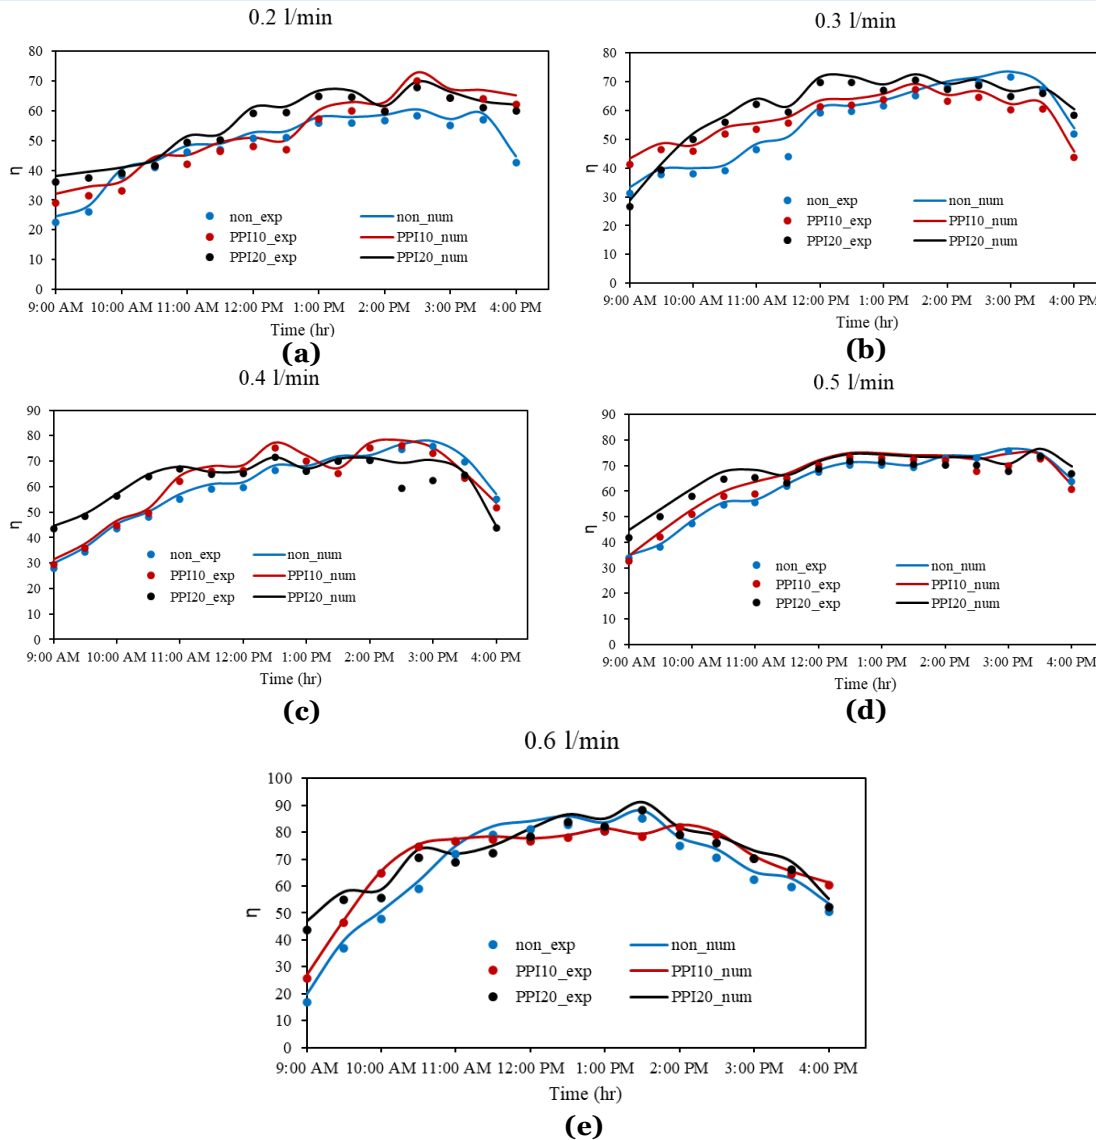 0.2 l/min
80
70
60
50
40
30
20
10
0
η
non_exp
non_num
PPI10_exp
PPI10_num
PPI20_exp
PPI20_num
9:00 AM 10:00 AM 11:00 AM 12:00 PM 1:00 PM 2:00 PM 3:00 PM 4:00 PM
Time (hr)
(a)
0.3 l/min
80
70
60
50
40
30
20
10
0
η
non_exp
non_num
PPI10_exp
PPI10_num
PPI20_exp
PPI20_num
9:00 AM 10:00 AM 11:00 AM 12:00 PM 1:00 PM 2:00 PM 3:00 PM 4:00 PM
Time (hr)
(b)
0.4 l/min
90
80
70
60
50
40
30
20
10
0
η
non_exp
non_num
PPI10_exp
PPI10_num
PPI20_exp
PPI20_num
9:00 AM 10:00 AM 11:00 AM 12:00 PM 1:00 PM 2:00 PM 3:00 PM 4:00 PM
Time (hr)
(c)
0.5 l/min
90
80
70
60
50
40
30
20
10
0
η
non_exp
non_num
PPI10_exp
PPI10_num
PPI20_exp
PPI20_num
9:00 AM 10:00 AM 11:00 AM 12:00 PM 1:00 PM 2:00 PM 3:00 PM 4:00 PM
Time (hr)
(d)
0.6 l/min
100
90
80
70
60
50
40
30
20
10
0
η
non_exp
non_num
PPI10_exp
PPI10_num
PPI20_exp
PPI20_num
9:00 AM 10:00 AM 11:00 AM 12:00 PM 1:00 PM 2:00 PM 3:00 PM 4:00 PM
Time (hr)
(e)